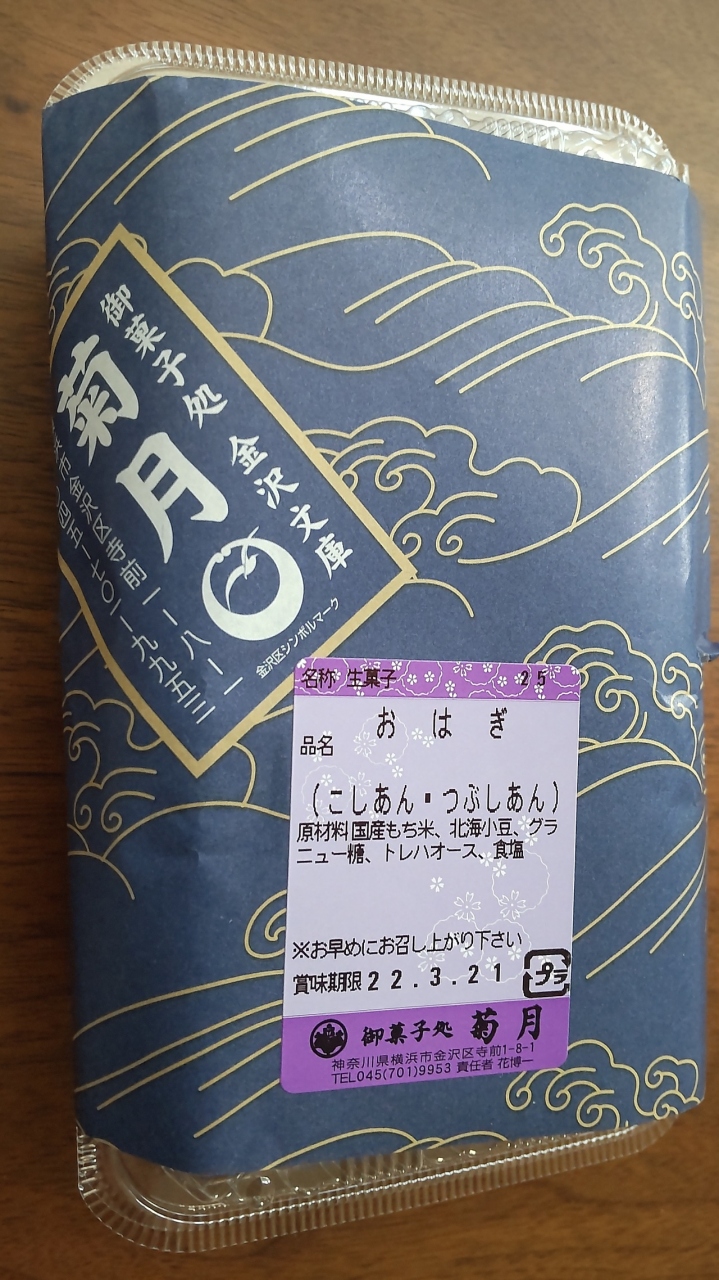 御菓子処 金沢文庫
菊月
金沢区シンボルマーク
市金沢区寺前一ー八ー一
四五ー七〇一ー九九五三
名称 生菓子 25
おはぎ
品名
(こしあん・つぶしあん)
原材料 国産もち米、北海小豆、グラ
ニュー糖、トレハオース、食塩
※お早めにお召し上がり下さい
賞味期限 22.3.21
プラ
御菓子処 菊月
神奈川県横浜市金沢区寺前1-8-1
TEL045(701)9953 責任者 花博一